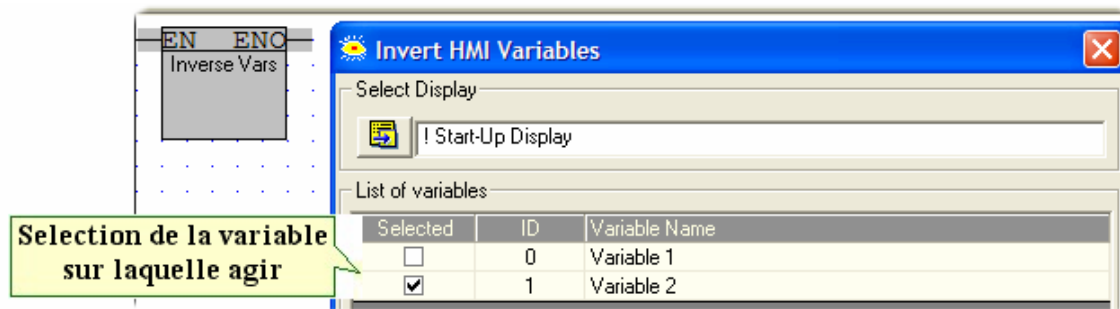 EN ENO
Inverse Vars
Invert HMI Variables
Select Display
! Start-Up Display
List of variables
Selected ID Variable Name
0 Variable 1
1 Variable 2
Selection de la variable
sur laquelle agir